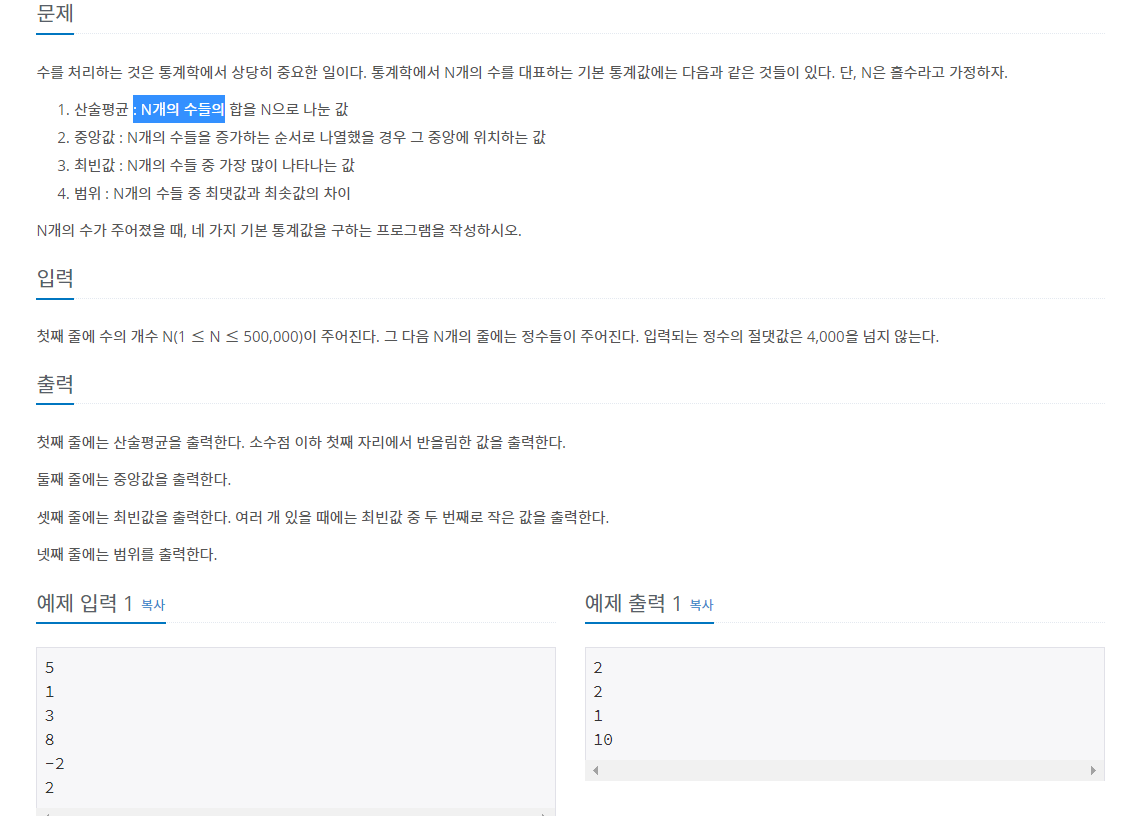 문제
수를 처리하는 것은 통계학에서 상당히 중요한 일이다. 통계학에서 N개의 수를 대표하는 기본 통계값에는 다음과 같은 것들이 있다. 단, N은 홀수라고 가정하자.
1. 산술평균 : N개의 수들의 합을 N으로 나눈 값
2. 중앙값 : N개의 수들을 증가하는 순서로 나열했을 경우 그 중앙에 위치하는 값
3. 최빈값 : N개의 수들 중 가장 많이 나타나는 값
4. 범위 : N개의 수들 중 최댓값과 최솟값의 차이
N개의 수가 주어졌을 때, 네 가지 기본 통계값을 구하는 프로그램을 작성하시오.
입력
첫째 줄에 수의 개수 N(1 ≤ N ≤ 500,000)이 주어진다. 그 다음 N개의 줄에는 정수들이 주어진다. 입력되는 정수의 절댓값은 4,000을 넘지 않는다.
출력
첫째 줄에는 산술평균을 출력한다. 소수점 이하 첫째 자리에서 반올림한 값을 출력한다.
둘째 줄에는 중앙값을 출력한다.
셋째 줄에는 최빈값을 출력한다. 여러 개 있을 때에는 최빈값 중 두 번째로 작은 값을 출력한다.
넷째 줄에는 범위를 출력한다.
예제 입력 1 복사
5
1
3
8
-2
2
예제 출력 1 복사
2
2
1
10